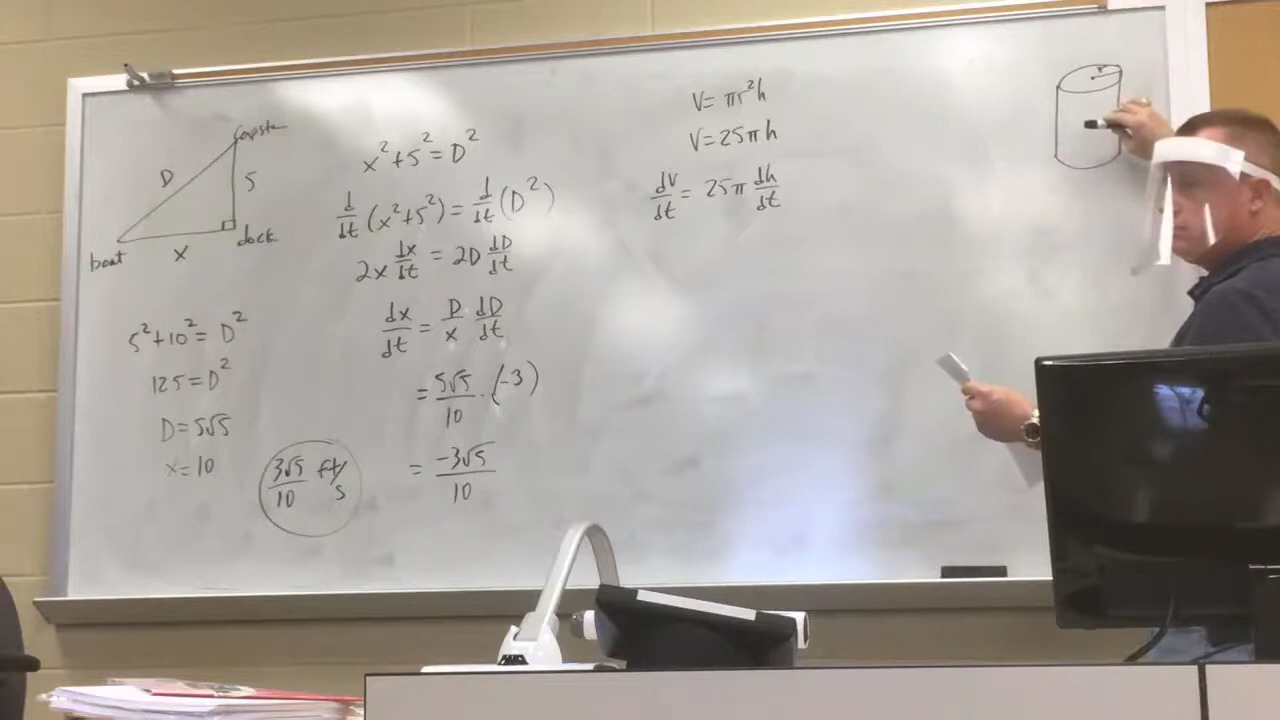 capstan
D
5
boat
x
dock
5² + 10² = D²
125 = D²
D = 5√5
x = 10
3√5/10 ft/s
x² + 5² = D²
d/dt (x² + 5²) = d/dt (D²)
2x dx/dt = 2D dD/dt
dx/dt = D/x dD/dt
= 5√5/10 · (-3)
= -3√5/10
V = πr²h
V = 25πh
dV/dt = 25π dh/dt
r